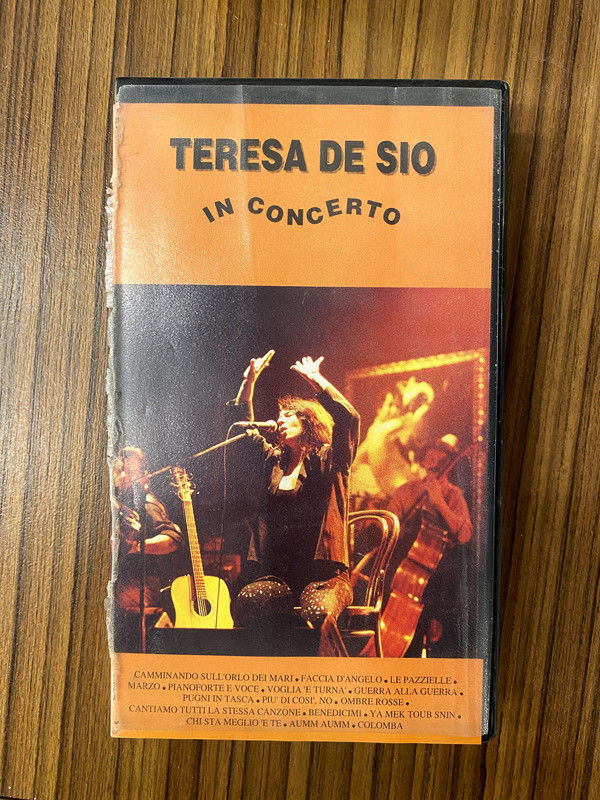 TERESA DE SIO
IN CONCERTO
CAMMINANDO SULL'ORLO DEI MARI • FACCIA D'ANGELO • LE PAZZIELLE •
MARZO • PIANOFORTE E VOCE • VOGLIA 'E TURNA' • GUERRA ALLA GUERRA •
PUGNI IN TASCA • PIU' DI COSI', NO • OMBRE ROSSE •
CANTIAMO TUTTI LA STESSA CANZONE • BENEDICIMI • YA MEK TOUB SNIN •
CHI STA MEGLIO 'E TE • AUMM AUMM • COLOMBA